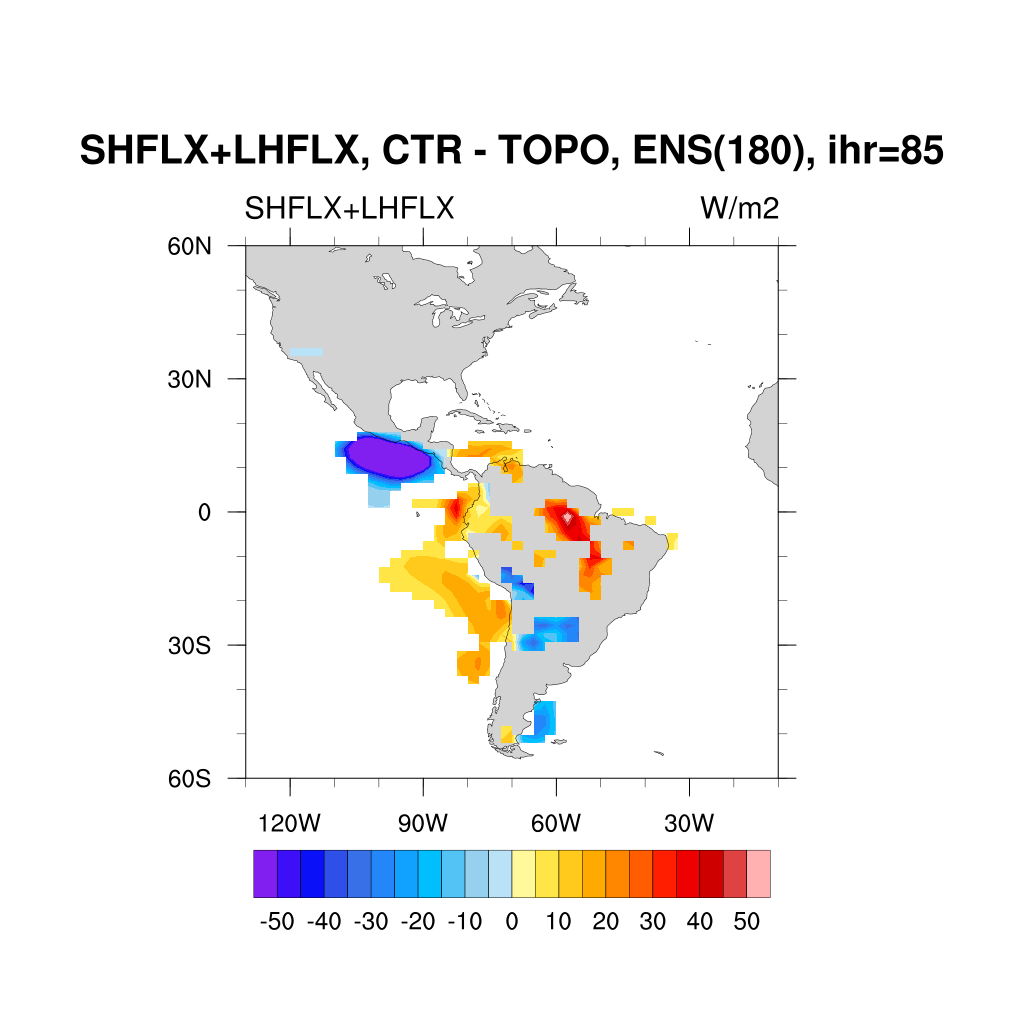 SHFLX+LHFLX, CTR - TOPO, ENS(180), ihr=85
SHFLX+LHFLX W/m2
60N
30N
0
30S
60S
120W 90W 60W 30W
-50 -40 -30 -20 -10 0 10 20 30 40 50